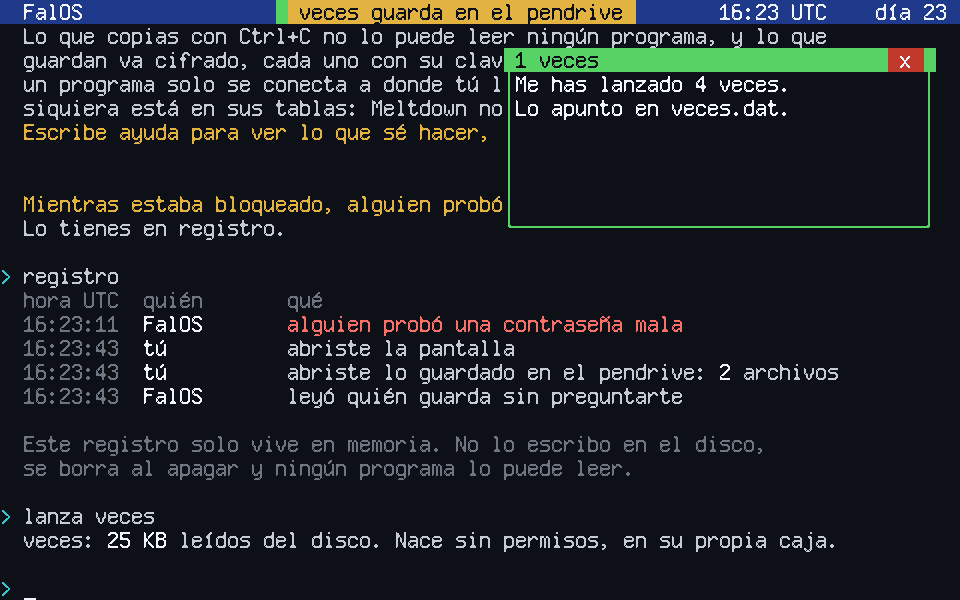 FalOS veces guarda en el pendrive 16:23 UTC día 23
Lo que copias con Ctrl+C no lo puede leer ningún programa, y lo que
guardan va cifrado, cada uno con su clav
un programa solo se conecta a donde tú l
siquiera está en sus tablas: Meltdown no
Escribe ayuda para ver lo que sé hacer,
1 veces x
Me has lanzado 4 veces.
Lo apunto en veces.dat.
Mientras estaba bloqueado, alguien probó
Lo tienes en registro.
> registro
hora UTC quién qué
16:23:11 FalOS alguien probó una contraseña mala
16:23:43 tú abriste la pantalla
16:23:43 tú abriste lo guardado en el pendrive: 2 archivos
16:23:43 FalOS leyó quién guarda sin preguntarte
Este registro solo vive en memoria. No lo escribo en el disco,
se borra al apagar y ningún programa lo puede leer.
> lanza veces
veces: 25 KB leídos del disco. Nace sin permisos, en su propia caja.
> _